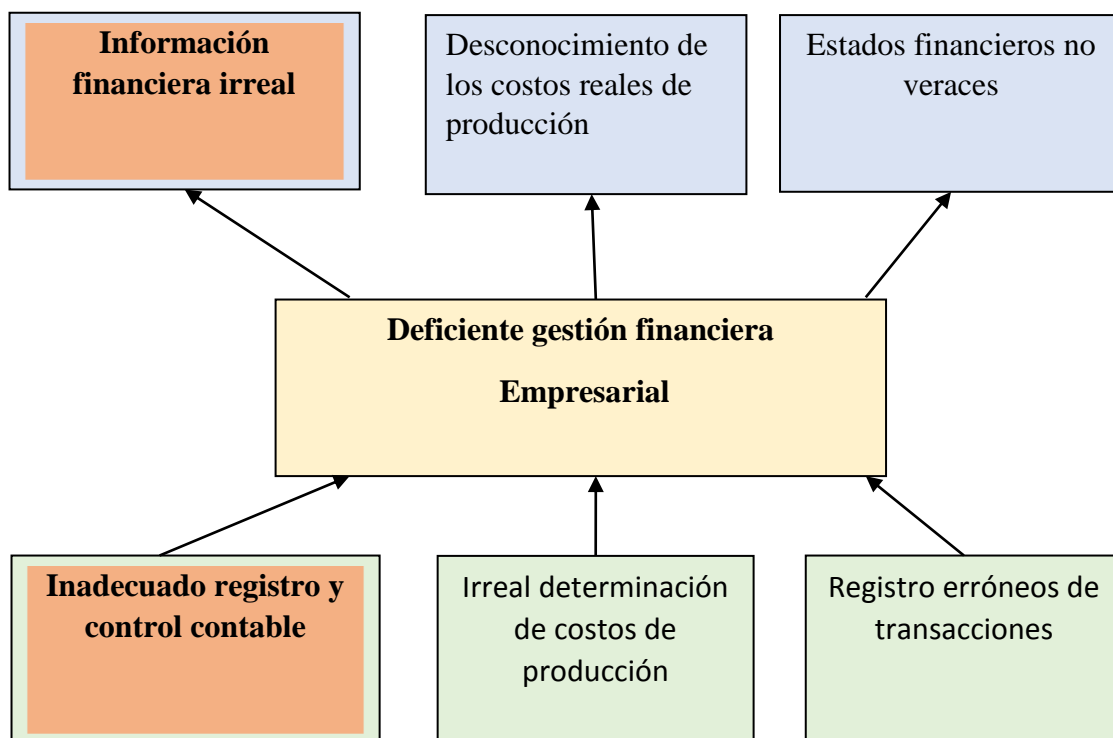 Información
financiera irreal
Desconocimiento de
los costos reales de
producción
Estados financieros no
veraces
Deficiente gestión financiera
Empresarial
Inadecuado registro y
control contable
Irreal determinación
de costos de
producción
Registro erróneos de
transacciones